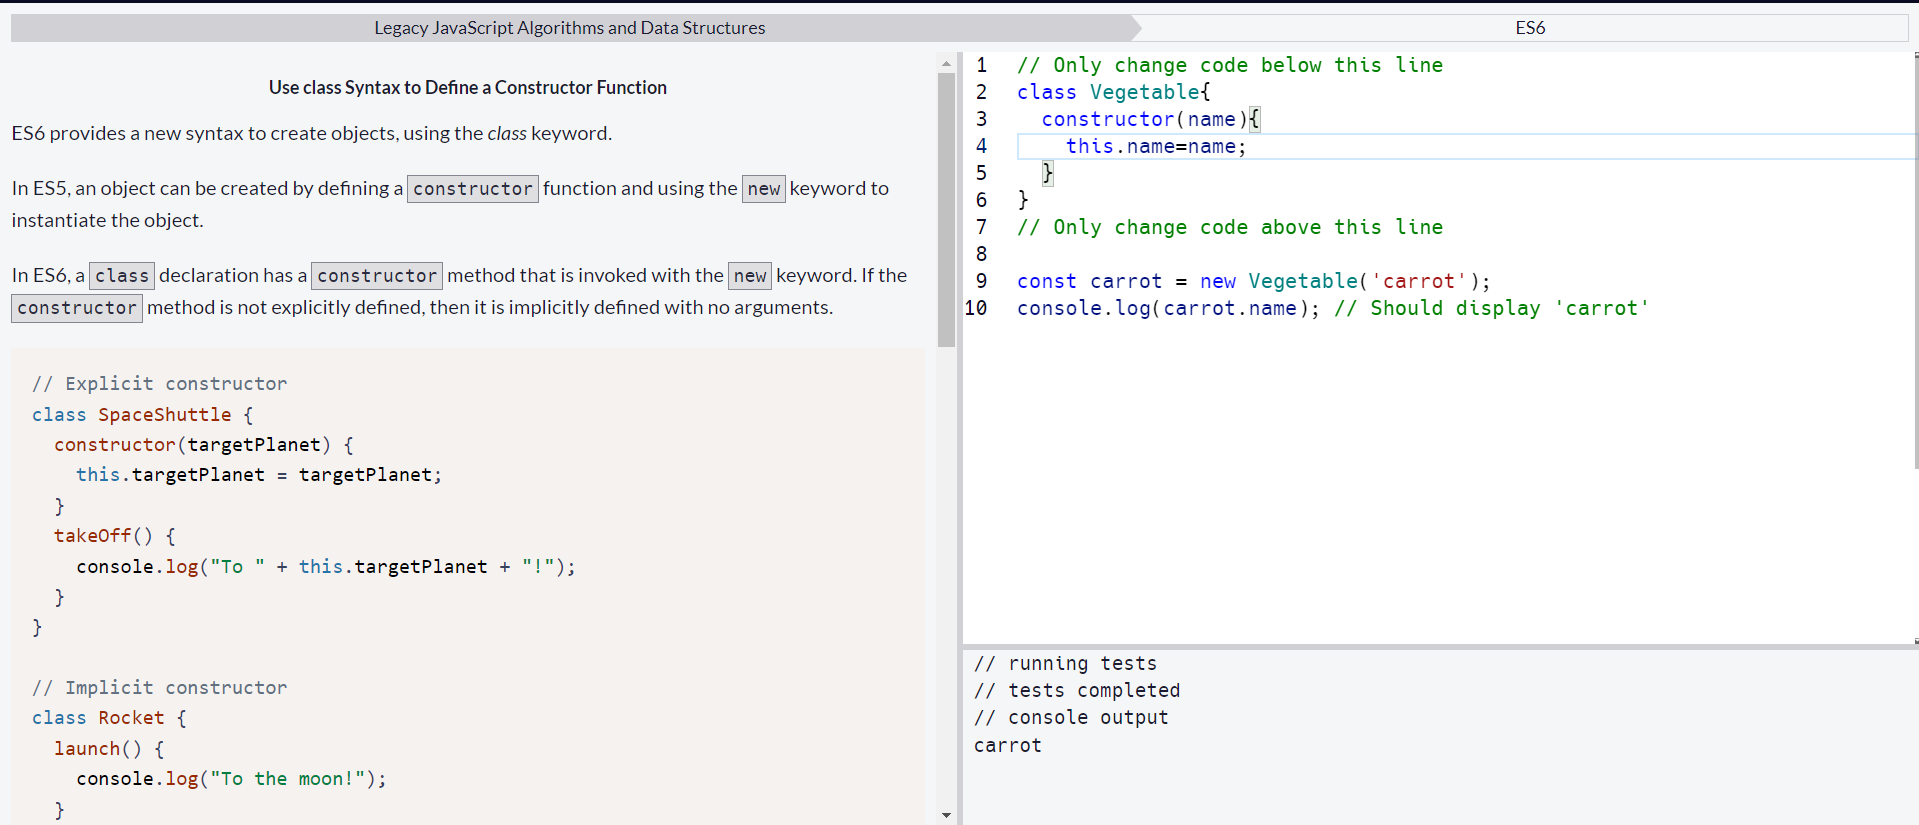 Legacy JavaScript Algorithms and Data Structures
ES6
Use class Syntax to Define a Constructor Function
ES6 provides a new syntax to create objects, using the class keyword.
In ES5, an object can be created by defining a constructor function and using the new keyword to
instantiate the object.
In ES6, a class declaration has a constructor method that is invoked with the new keyword. If the
constructor method is not explicitly defined, then it is implicitly defined with no arguments.
// Explicit constructor
class SpaceShuttle {
  constructor(targetPlanet) {
    this.targetPlanet = targetPlanet;
  }
  takeOff() {
    console.log("To " + this.targetPlanet + "!");
  }
}
// Implicit constructor
class Rocket {
  launch() {
    console.log("To the moon!");
  }
1 // Only change code below this line
2 class Vegetable{
3   constructor(name){
4     this.name=name;
5   }
6 }
7 // Only change code above this line
8
9 const carrot = new Vegetable('carrot');
10 console.log(carrot.name); // Should display 'carrot'
// running tests
// tests completed
// console output
carrot